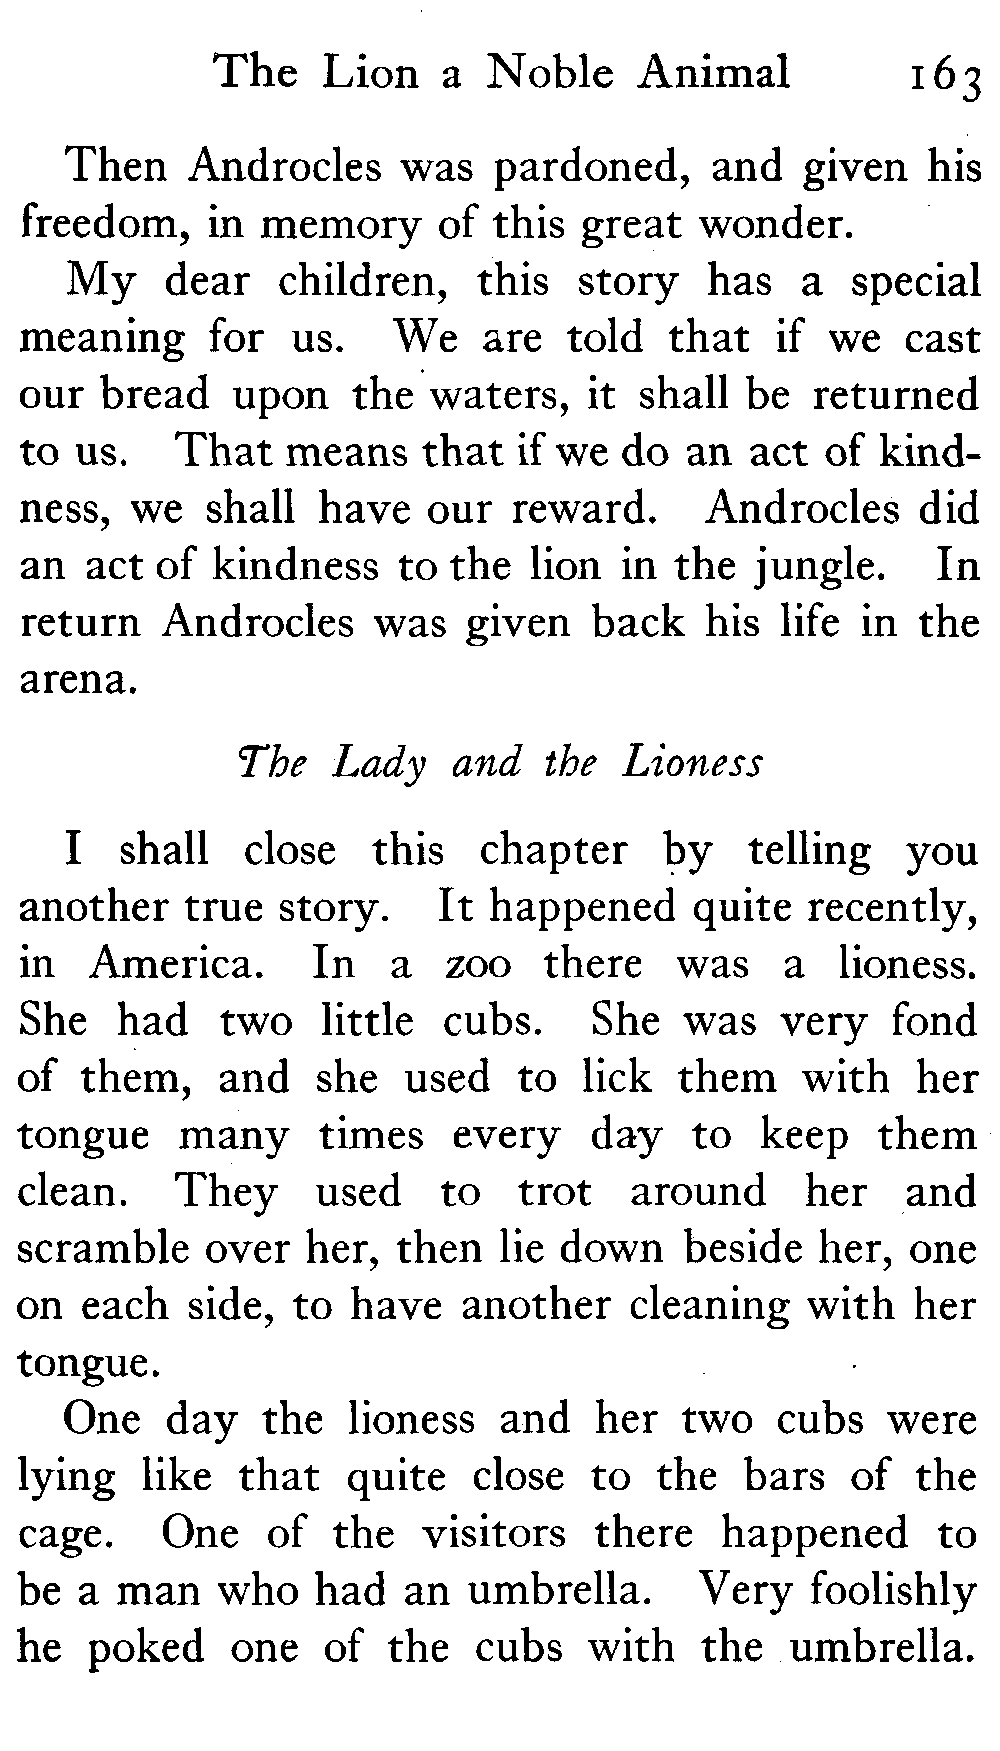 The Lion a Noble Animal 163
Then Androcles was pardoned, and given his
freedom, in memory of this great wonder.
My dear children, this story has a special
meaning for us. We are told that if we cast
our bread upon the waters, it shall be returned
to us. That means that if we do an act of kind-
ness, we shall have our reward. Androcles did
an act of kindness to the lion in the jungle. In
return Androcles was given back his life in the
arena.
The Lady and the Lioness
I shall close this chapter by telling you
another true story. It happened quite recently,
in America. In a zoo there was a lioness.
She had two little cubs. She was very fond
of them, and she used to lick them with her
tongue many times every day to keep them
clean. They used to trot around her and
scramble over her, then lie down beside her, one
on each side, to have another cleaning with her
tongue.
One day the lioness and her two cubs were
lying like that quite close to the bars of the
cage. One of the visitors there happened to
be a man who had an umbrella. Very foolishly
he poked one of the cubs with the umbrella.